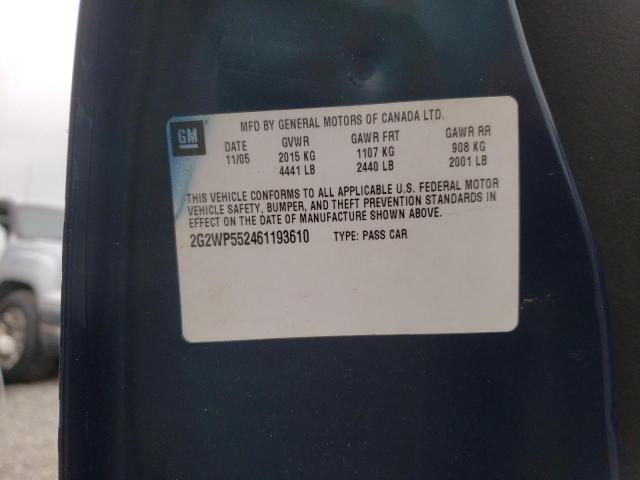 GM
MFD BY GENERAL MOTORS OF CANADA LTD.
DATE GVWR GAWR FRT GAWR RR
11/05 2015 KG 1107 KG 908 KG
4441 LB 2440 LB 2001 LB
THIS VEHICLE CONFORMS TO ALL APPLICABLE U.S. FEDERAL MOTOR
VEHICLE SAFETY, BUMPER, AND THEFT PREVENTION STANDARDS IN
EFFECT ON THE DATE OF MANUFACTURE SHOWN ABOVE.
2G2WP552461193610 TYPE: PASS CAR